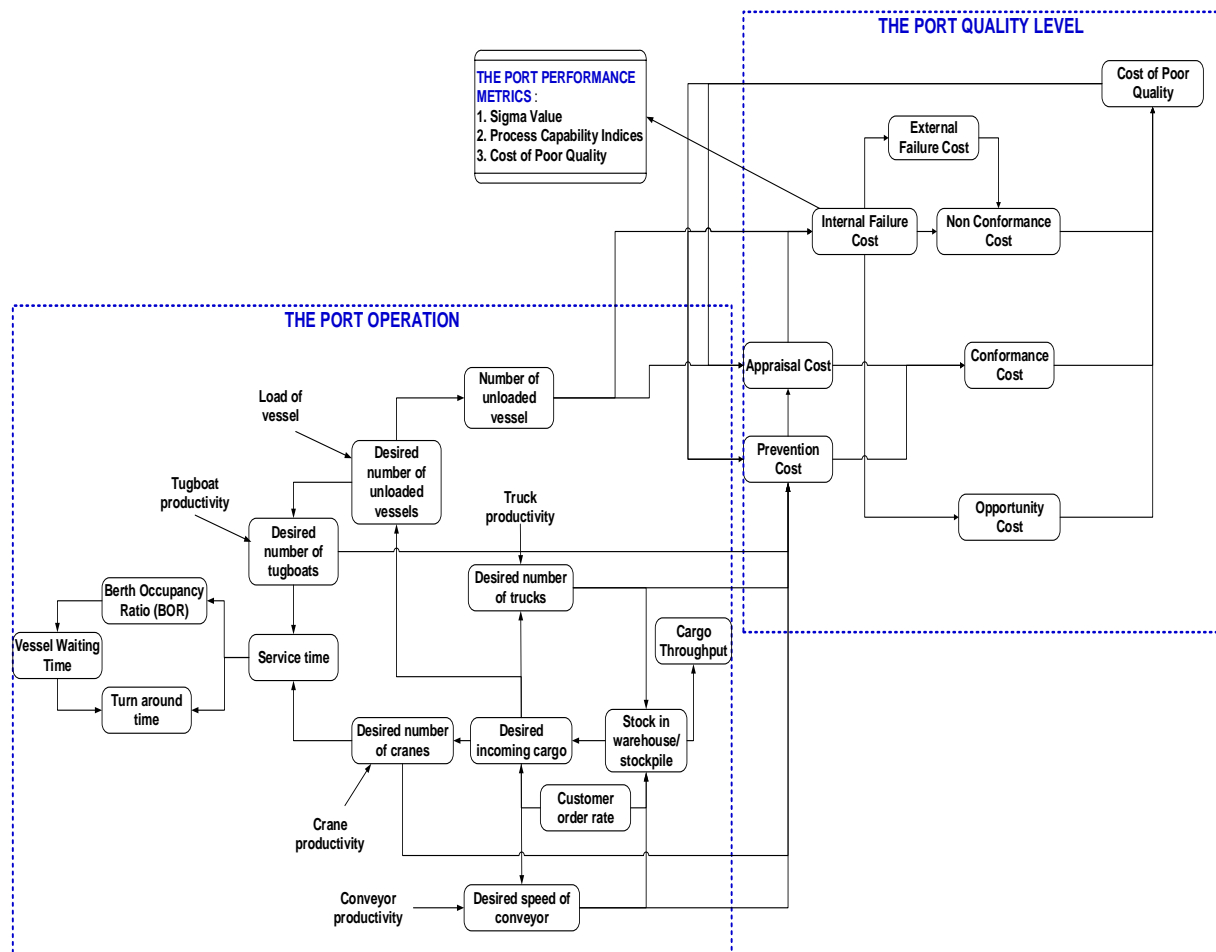 THE PORT QUALITY LEVEL
THE PORT PERFORMANCE
METRICS :
1. Sigma Value
2. Process Capability Indices
3. Cost of Poor Quality
Cost of Poor
Quality
External
Failure Cost
Internal Failure
Cost
Non Conformance
Cost
Appraisal Cost
Conformance
Cost
Prevention
Cost
Opportunity
Cost
THE PORT OPERATION
Number of
unloaded
vessel
Load of
vessel
Desired
number of
unloaded
vessels
Tugboat
productivity
Desired
number of
tugboats
Truck
productivity
Desired number
of trucks
Berth Occupancy
Ratio (BOR)
Vessel Waiting
Time
Turn around
time
Service time
Cargo
Throughput
Desired number
of cranes
Desired
incoming cargo
Stock in
warehouse/
stockpile
Customer
order rate
Crane
productivity
Conveyor
productivity
Desired speed of
conveyor